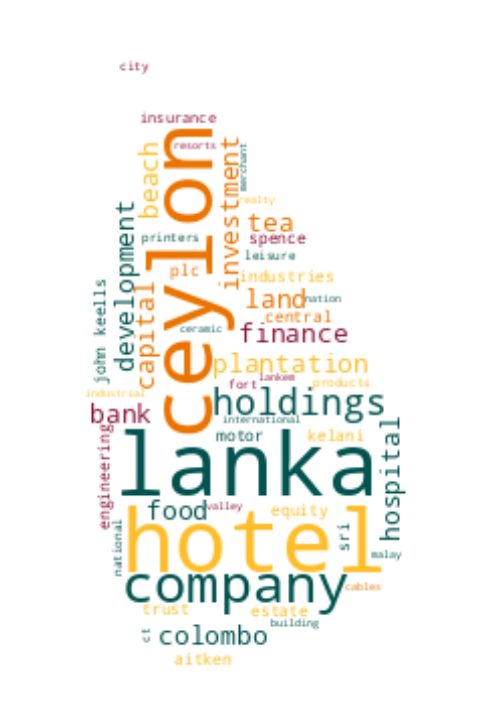 city
insurance
resorts
merchant
beach
ceylon
investment
realty
development
tea
printers
spence
leisure
plc
industries
john keells
capital
land
nation
central
ceramic
finance
plantation
lankem
fort
products
industrial
holdings
bank
international
engineering
motor
kelani
hospital
lanka
valley
food
equity
national
hotel
sri
malay
company
cables
trust
estate
building
ct
colombo
aitken